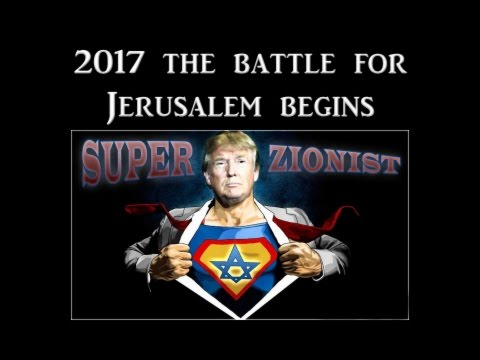 2017 THE BATTLE FOR
JERUSALEM BEGINS
SUPER ZIONIST